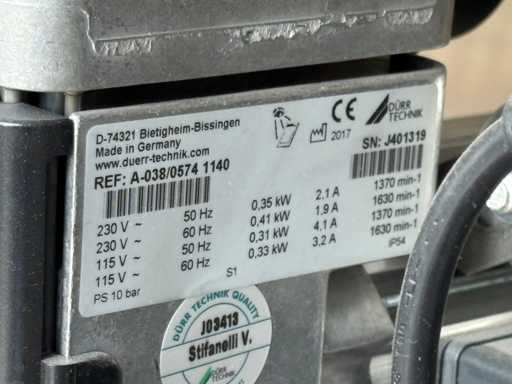 D-74321 Bietigheim-Bissingen
Made in Germany
www.duerr-technik.com
2017
CE
DÜRR
TECHNIK
REF: A-038/0574 1140
SN: J401319
230 V ~ 50 Hz 0,35 kW 2.1 A 1370 min-1
230 V ~ 60 Hz 0,41 kW 1.9 A 1630 min-1
115 V ~ 50 Hz 0,31 kW 4.1 A 1370 min-1
115 V ~ 60 Hz 0,33 kW 3.2 A 1630 min-1
PS 10 bar S1 IP54
DÜRR TECHNIK QUALITY
J03413
Stifanelli V.
DÜRR
TECHNIK